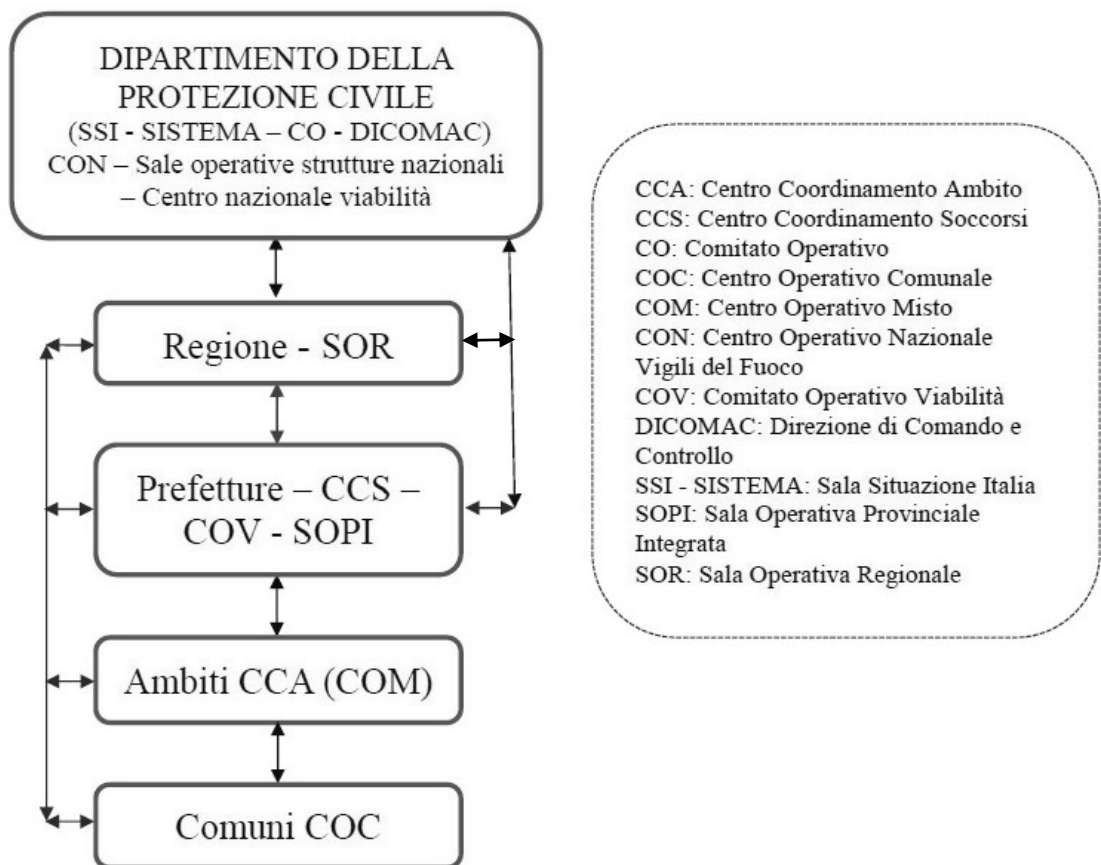 DIPARTIMENTO DELLA
PROTEZIONE CIVILE
(SSI - SISTEMA – CO - DICOMAC)
CON – Sale operative strutture nazionali
– Centro nazionale viabilità
Regione - SOR
Prefetture – CCS –
COV - SOPI
Ambiti CCA (COM)
Comuni COC
CCA: Centro Coordinamento Ambito
CCS: Centro Coordinamento Soccorsi
CO: Comitato Operativo
COC: Centro Operativo Comunale
COM: Centro Operativo Misto
CON: Centro Operativo Nazionale
Vigili del Fuoco
COV: Comitato Operativo Viabilità
DICOMAC: Direzione di Comando e
Controllo
SSI - SISTEMA: Sala Situazione Italia
SOPI: Sala Operativa Provinciale
Integrata
SOR: Sala Operativa Regionale